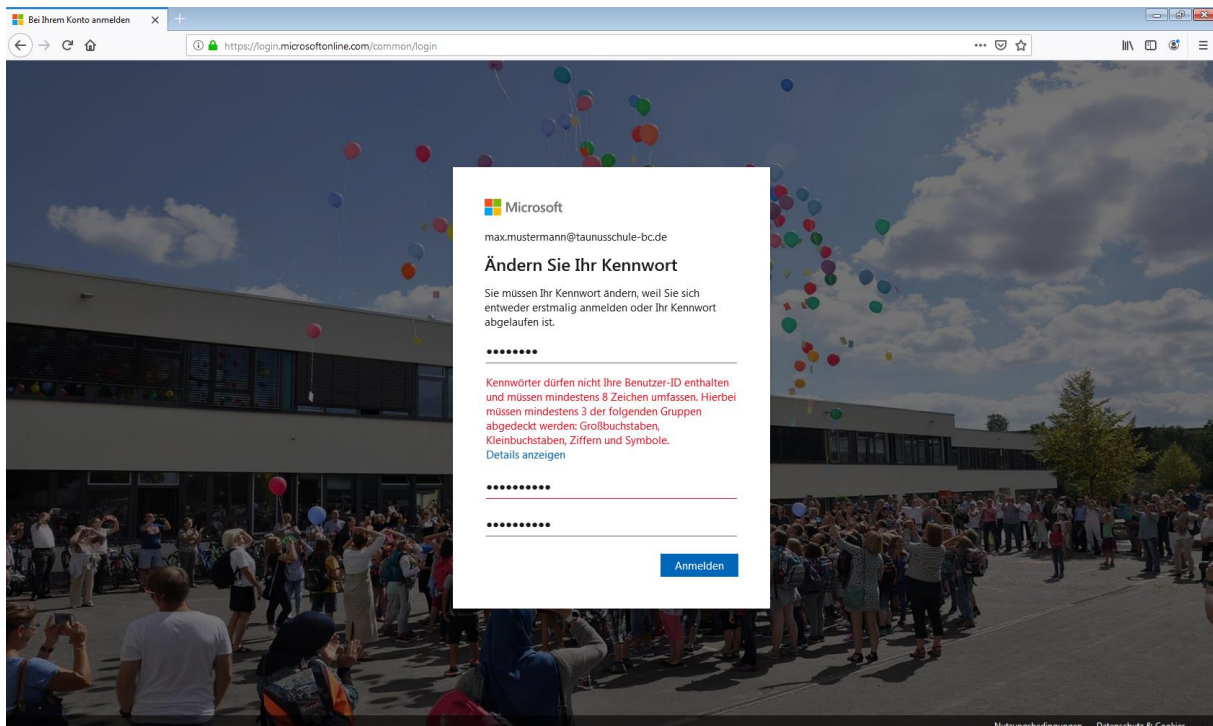 Bei Ihrem Konto anmelden
https://login.microsoftonline.com/common/login
Microsoft
max.mustermann@taunusschule-bc.de
Ändern Sie Ihr Kennwort
Sie müssen Ihr Kennwort ändern, weil Sie sich
entweder erstmalig anmelden oder Ihr Kennwort
abgelaufen ist.
••••••••
Kennwörter dürfen nicht Ihre Benutzer-ID enthalten
und müssen mindestens 8 Zeichen umfassen. Hierbei
müssen mindestens 3 der folgenden Gruppen
abgedeckt werden: Großbuchstaben,
Kleinbuchstaben, Ziffern und Symbole.
Details anzeigen
••••••••••
••••••••••
Anmelden
Nutzungsbedingungen Datenschutz & Cookies